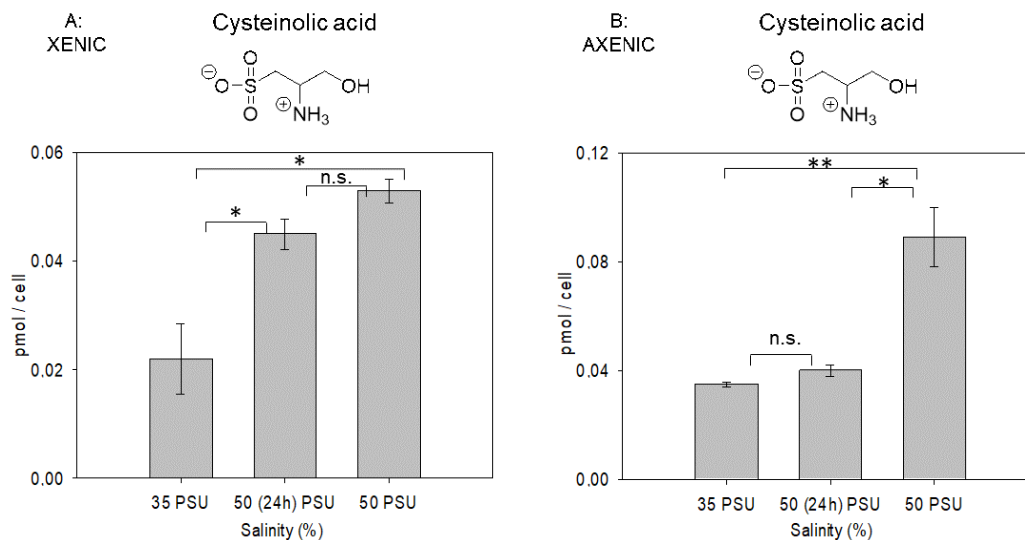 A:
XENIC
Cysteinolic acid
O
⊖O S OH
O ⊕ NH3
*
n.s.
*
0.06
0.04
0.02
0.00
pmol / cell
35 PSU 50 (24h) PSU 50 PSU
Salinity (%)
B:
AXENIC
Cysteinolic acid
O
⊖O S OH
O ⊕ NH3
**
*
n.s.
0.12
0.08
0.04
0.00
pmol / cell
35 PSU 50 (24h) PSU 50 PSU
Salinity (%)